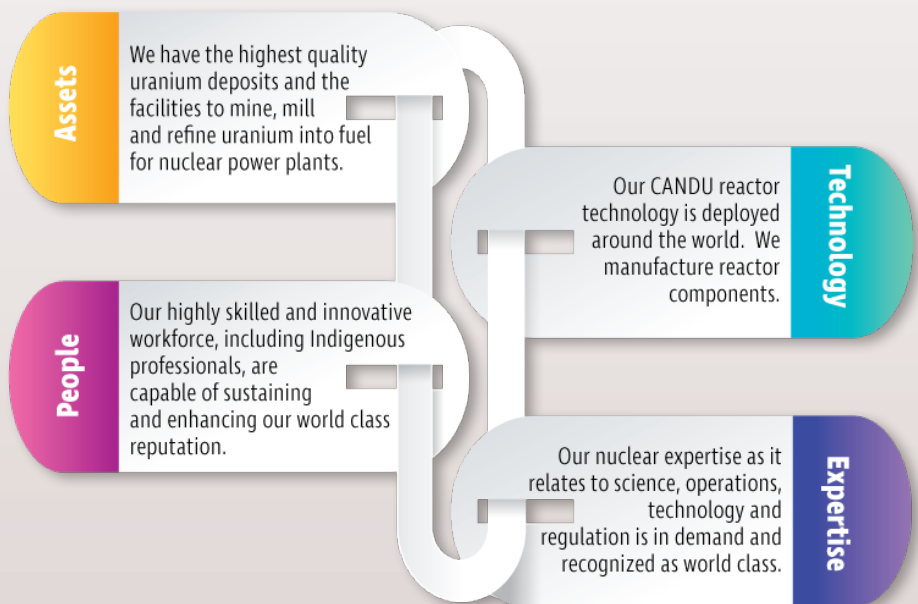 Assets
We have the highest quality
uranium deposits and the
facilities to mine, mill
and refine uranium into fuel
for nuclear power plants.
Technology
Our CANDU reactor
technology is deployed
around the world.  We
manufacture reactor
components.
People
Our highly skilled and innovative
workforce, including Indigenous
professionals, are
capable of sustaining
and enhancing our world class
reputation.
Expertise
Our nuclear expertise as it
relates to science, operations,
technology and
regulation is in demand and
recognized as world class.